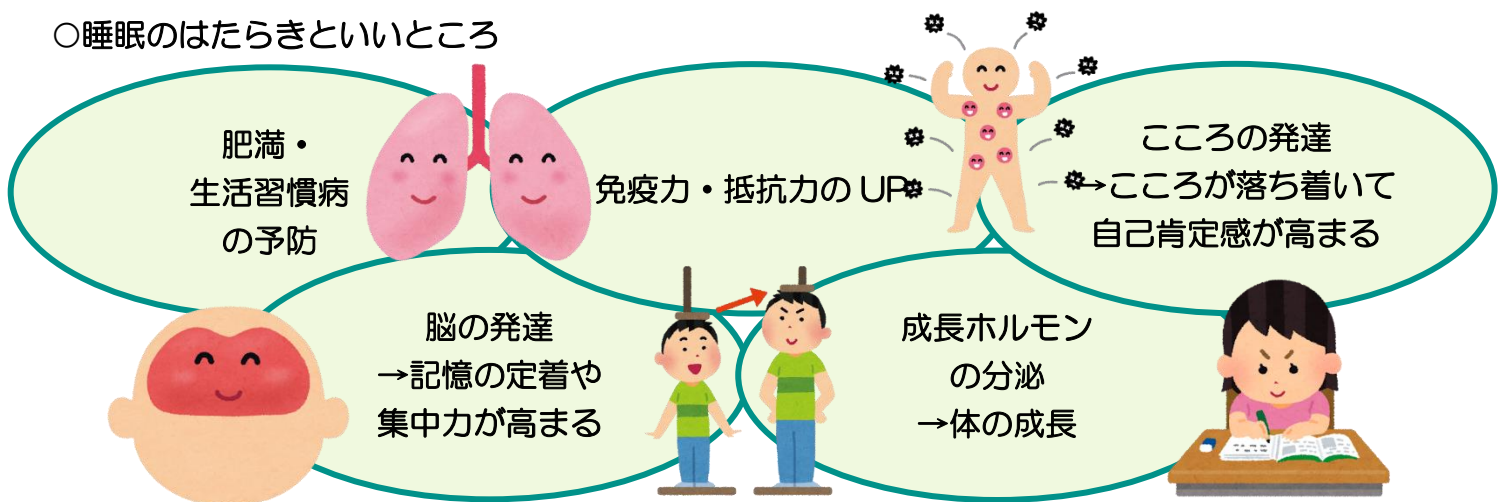 ○睡眠のはたらきといいところ
肥満・
生活習慣病
の予防
免疫力・抵抗力のUP
こころの発達
→こころが落ち着いて
自己肯定感が高まる
脳の発達
→記憶の定着や
集中力が高まる
成長ホルモン
の分泌
→体の成長